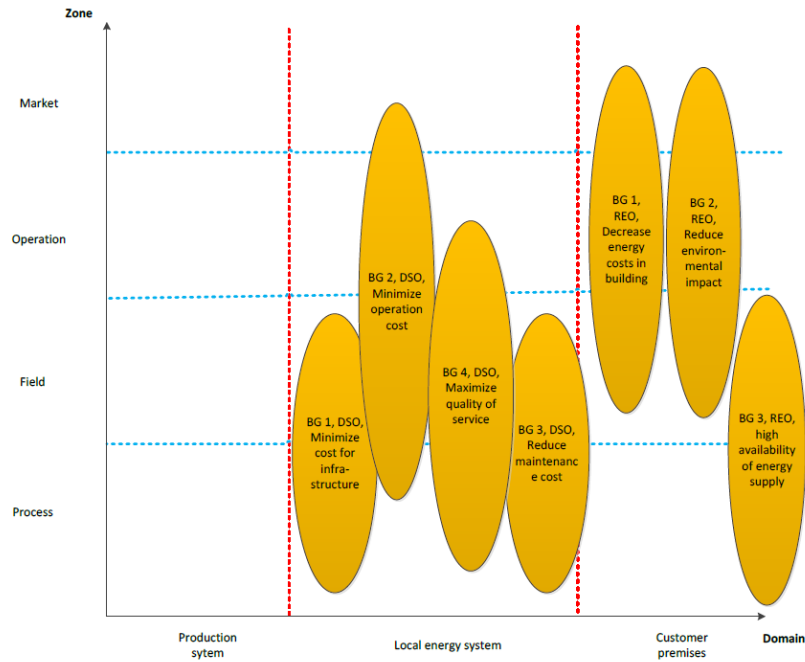 Zone
Market
Operation
Field
Process
BG 2, DSO,
Minimize
operation
cost
BG 1, DSO,
Minimize
cost for
infra-
structure
BG 4, DSO,
Maximize
quality of
service
BG 3, DSO,
Reduce
maintenanc
e cost
BG 1,
REO,
Decrease
energy
costs in
building
BG 2,
REO,
Reduce
environ-
mental
impact
BG 3, REO,
high
availability
of energy
supply
Production
sytem
Local energy system
Customer
premises
Domain